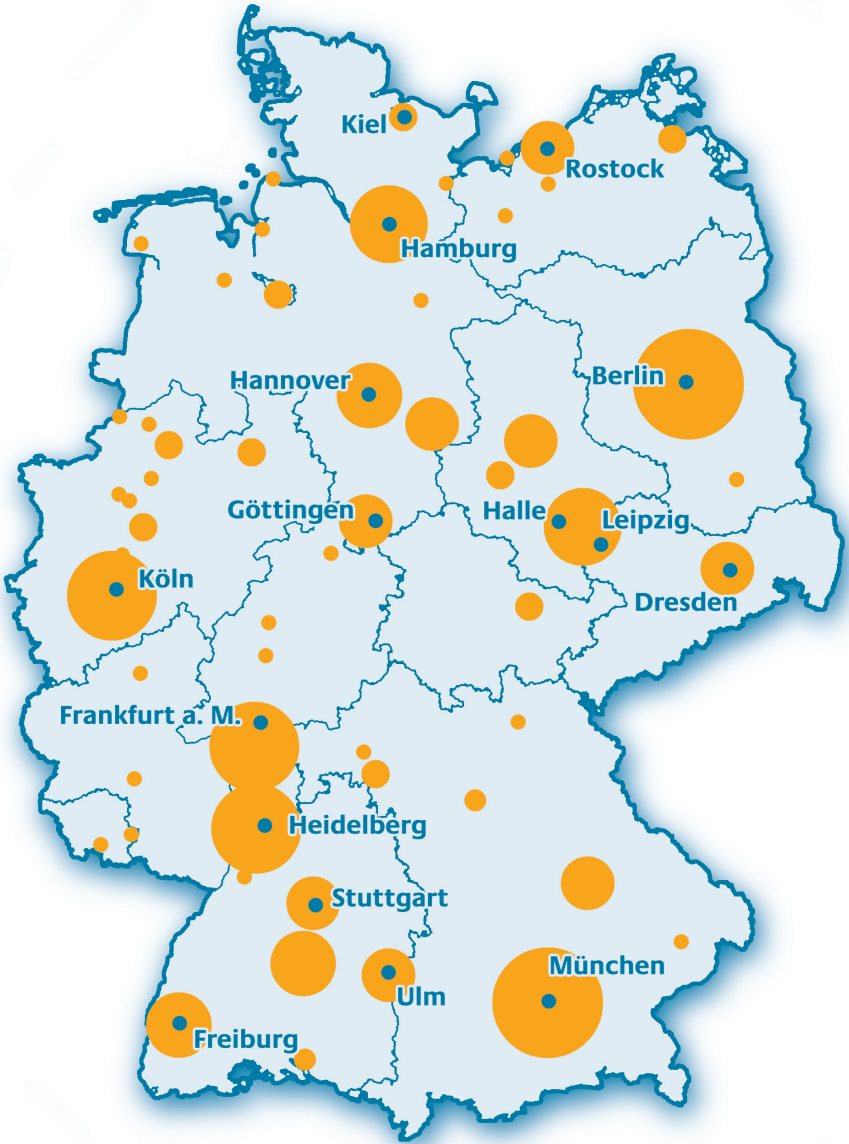 Kiel
Rostock
Hamburg
Hannover
Berlin
Göttingen
Halle
Leipzig
Köln
Dresden
Frankfurt a. M.
Heidelberg
Stuttgart
München
Ulm
Freiburg